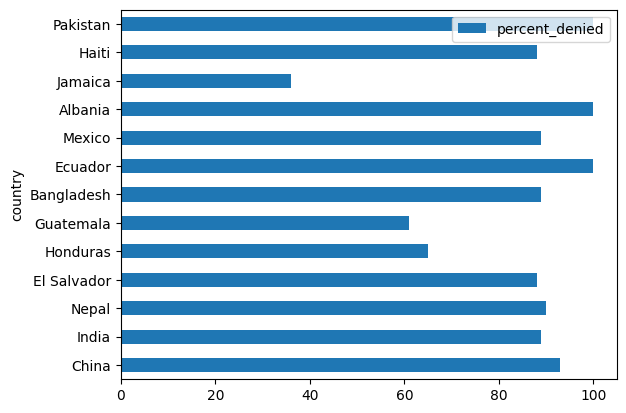 Pakistan
percent_denied
Haiti
Jamaica
Albania
Mexico
Ecuador
Bangladesh
country
Guatemala
Honduras
El Salvador
Nepal
India
China
0 20 40 60 80 100